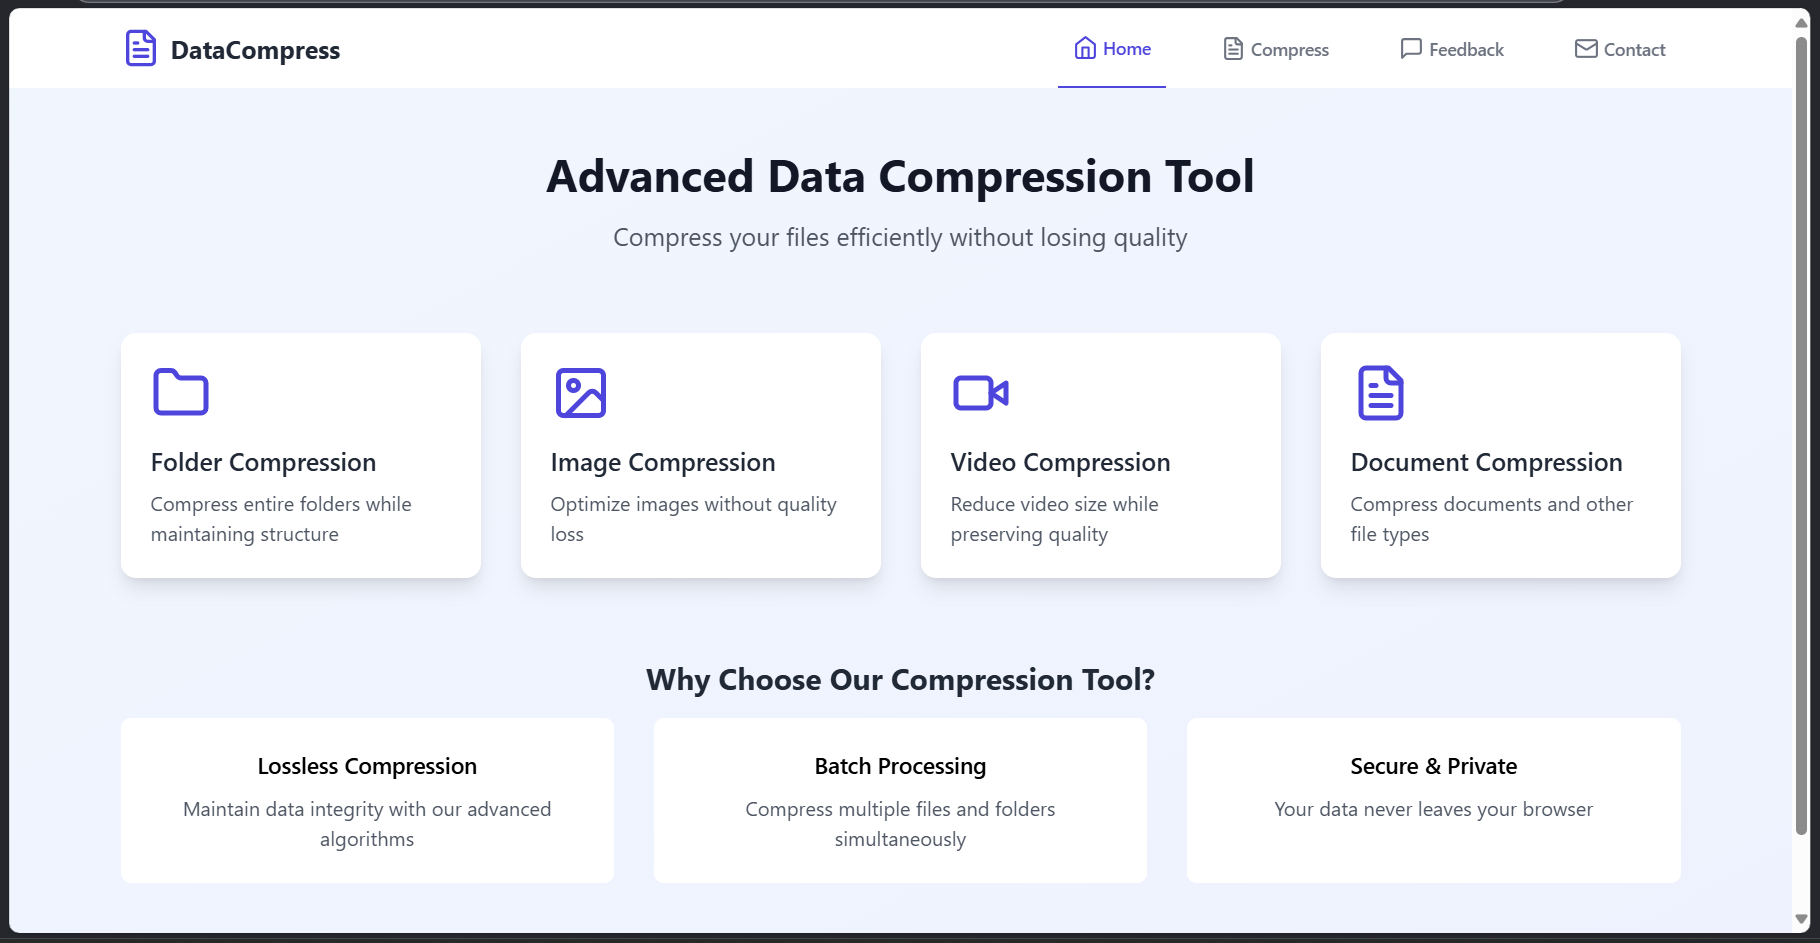 DataCompress
Home
Compress
Feedback
Contact
Advanced Data Compression Tool
Compress your files efficiently without losing quality
Folder Compression
Compress entire folders while
maintaining structure
Image Compression
Optimize images without quality
loss
Video Compression
Reduce video size while
preserving quality
Document Compression
Compress documents and other
file types
Why Choose Our Compression Tool?
Lossless Compression
Maintain data integrity with our advanced
algorithms
Batch Processing
Compress multiple files and folders
simultaneously
Secure & Private
Your data never leaves your browser